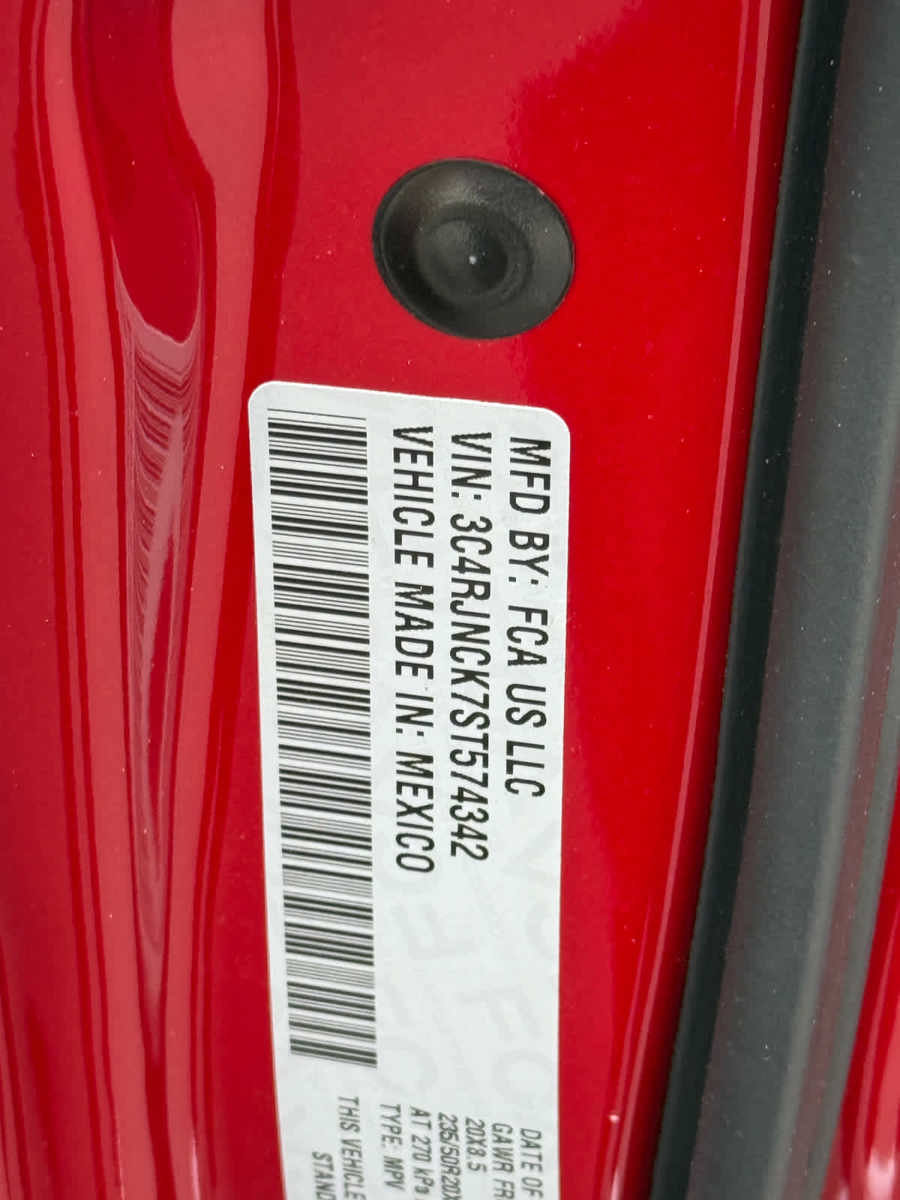 MFD BY: FCA US LLC
VIN: 3C4RJNCK7ST574342
VEHICLE MADE IN: MEXICO
DATE OF
GAWR FR
20X8.5
235/50R20X
AT 270 kPa
TYPE: MPV
THIS VEHICLE
STAND